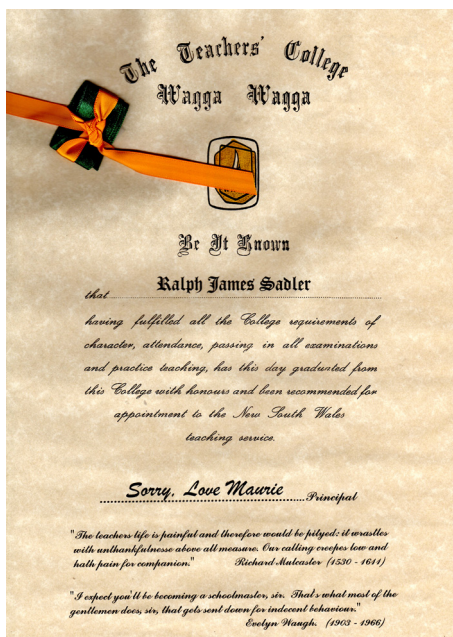 The Teachers' College
Wagga Wagga
Be It Known
that Ralph James Sadler
having fulfilled all the College requirements of
character, attendance, passing in all examinations
and practice teaching, has this day graduated from
this College with honours and been recommended for
appointment to the New South Wales
teaching service.
Sorry, Love Maurie Principal
"The teachers life is painful and therefore would be pityed: it wrastles
with unthankfulnesse above all measure. Our calling creepes low and
hath pain for companion." Richard Mulcaster (1530 - 1611)
"I expect you'll be becoming a schoolmaster, sir. That's what most of the
gentlemen does, sir, that gets sent down for indecent behaviour."
Evelyn Waugh. (1903 - 1966)